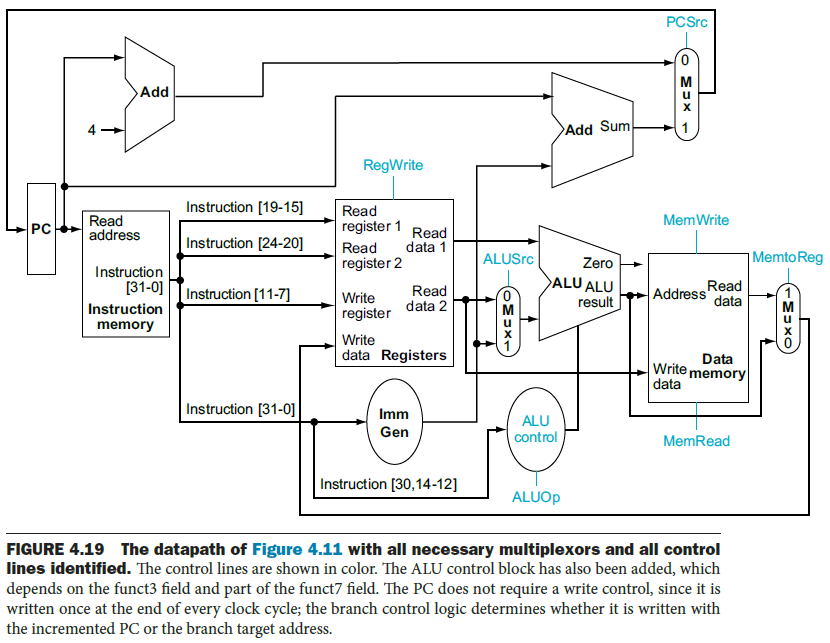 PCSrc
0
M
u
x
1
Add
4
Add Sum
RegWrite
PC
Read
address
Instruction
[31-0]
Instruction
memory
Instruction [19-15]
Instruction [24-20]
Instruction [11-7]
Read
register 1
Read
data 1
Read
register 2
Write
register
Read
data 2
Write
data Registers
ALUSrc
0
M
u
x
1
Zero
ALU ALU
result
MemWrite
Address Read
data
Write Data
data memory
MemRead
MemtoReg
1
M
u
x
0
Instruction [31-0]
Imm
Gen
ALU
control
Instruction [30,14-12]
ALUOp
FIGURE 4.19 The datapath of Figure 4.11 with all necessary multiplexors and all control
lines identified. The control lines are shown in color. The ALU control block has also been added, which
depends on the funct3 field and part of the funct7 field. The PC does not require a write control, since it is
written once at the end of every clock cycle; the branch control logic determines whether it is written with
the incremented PC or the branch target address.